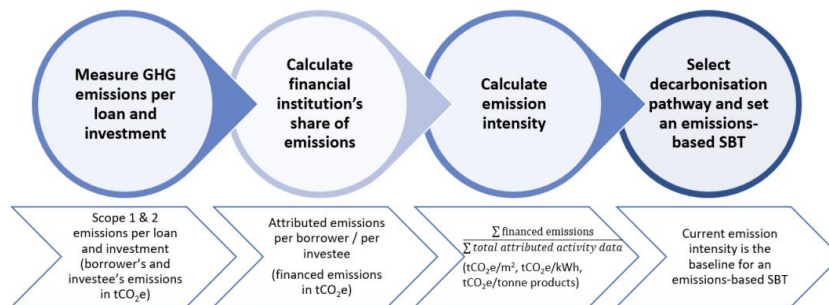 Measure GHG
emissions per
loan and
investment
Calculate
financial
institution's
share of
emissions
Calculate
emission
intensity
Select
decarbonisation
pathway and set
an emissions-
based SBT
Scope 1 & 2
emissions per loan
and investment
(borrower's and
investee's emissions
in tCO₂e)
Attributed emissions
per borrower / per
investee
(financed emissions
in tCO₂e)
∑ financed emissions
∑ total attributed activity data
(tCO₂e/m², tCO₂e/kWh,
tCO₂e/tonne products)
Current emission
intensity is the
baseline for an
emissions-based SBT